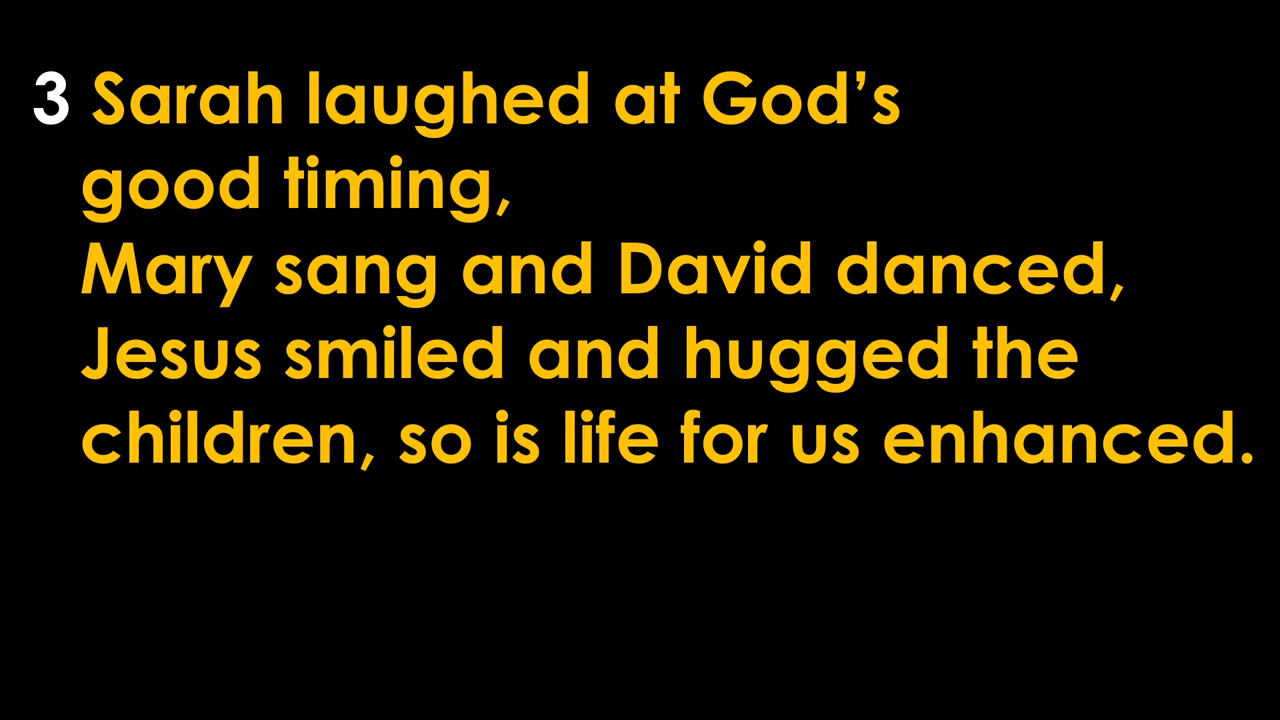 3 Sarah laughed at God’s
good timing,
Mary sang and David danced,
Jesus smiled and hugged the
children, so is life for us enhanced.